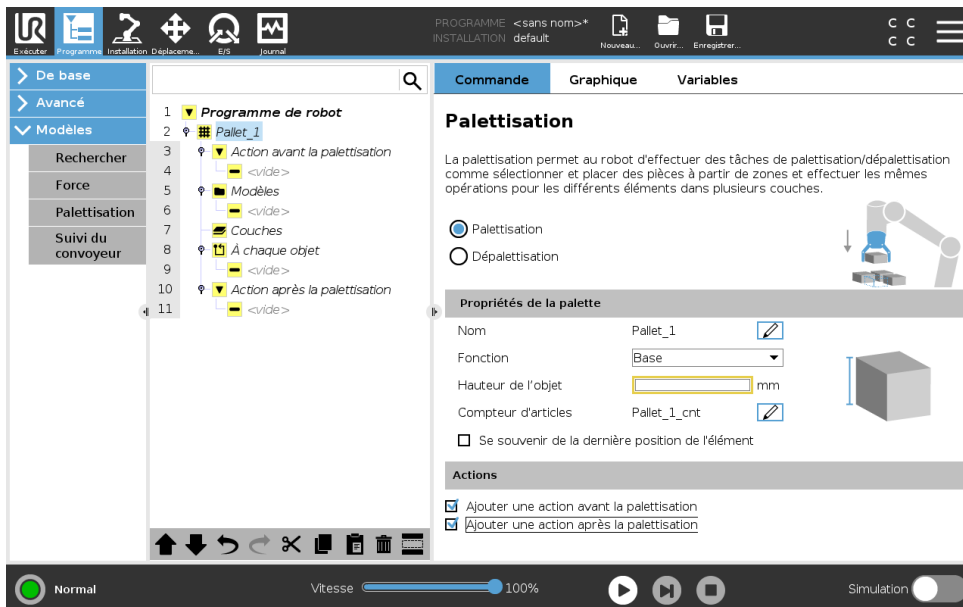 Exécuter
Programme
Installation
Déplaceme...
E/S
Journal
PROGRAMME <sans nom>*
INSTALLATION default
Nouveau...
Ouvrir...
Enregistrer...
C C
C C
De base
Avancé
Modèles
Rechercher
Force
Palettisation
Suivi du
convoyeur
1 Programme de robot
2 Pallet_1
3 Action avant la palettisation
4 <vide>
5 Modèles
6 <vide>
7 Couches
8 À chaque objet
9 <vide>
10 Action après la palettisation
11 <vide>
Commande
Graphique
Variables
Palettisation
La palettisation permet au robot d'effectuer des tâches de palettisation/dépalettisation
comme sélectionner et placer des pièces à partir de zones et effectuer les mêmes
opérations pour les différents éléments dans plusieurs couches.
Palettisation
Dépalettisation
Propriétés de la palette
Nom Pallet_1
Fonction Base
Hauteur de l'objet mm
Compteur d'articles Pallet_1_cnt
Se souvenir de la dernière position de l'élément
Actions
Ajouter une action avant la palettisation
Ajouter une action après la palettisation
Normal
Vitesse 100%
Simulation